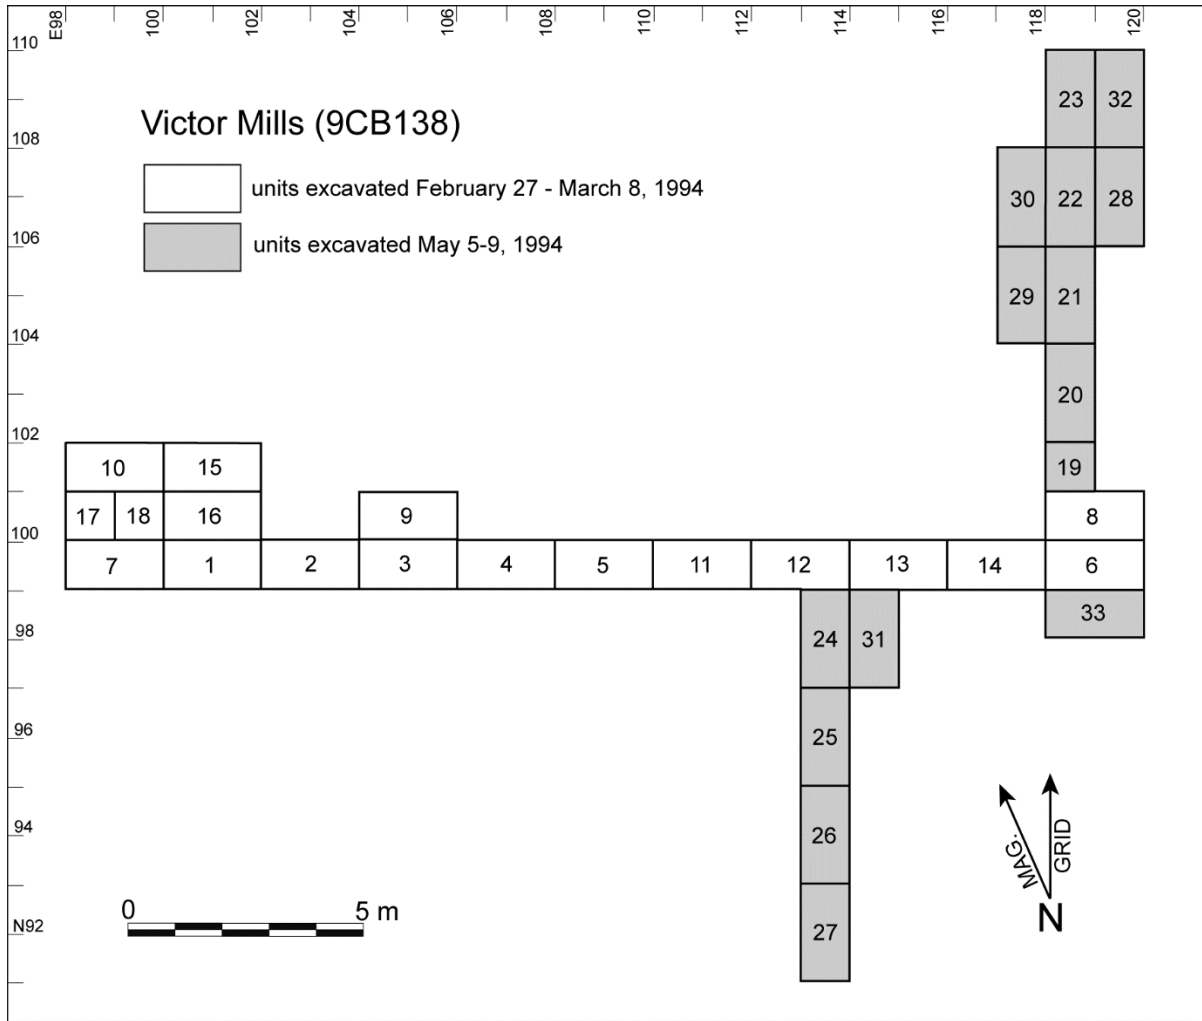 E98 100 102 104 106 108 110 112 114 116 118 120
110
Victor Mills (9CB138)
23 32
108
units excavated February 27 - March 8, 1994
30 22 28
106
units excavated May 5-9, 1994
29 21
104
20
102
10 15 19
17 18 16 9 8
100
7 1 2 3 4 5 11 12 13 14 6
33
98
24 31
96
25
94
26
MAG. GRID
0 5 m
N
N92
27